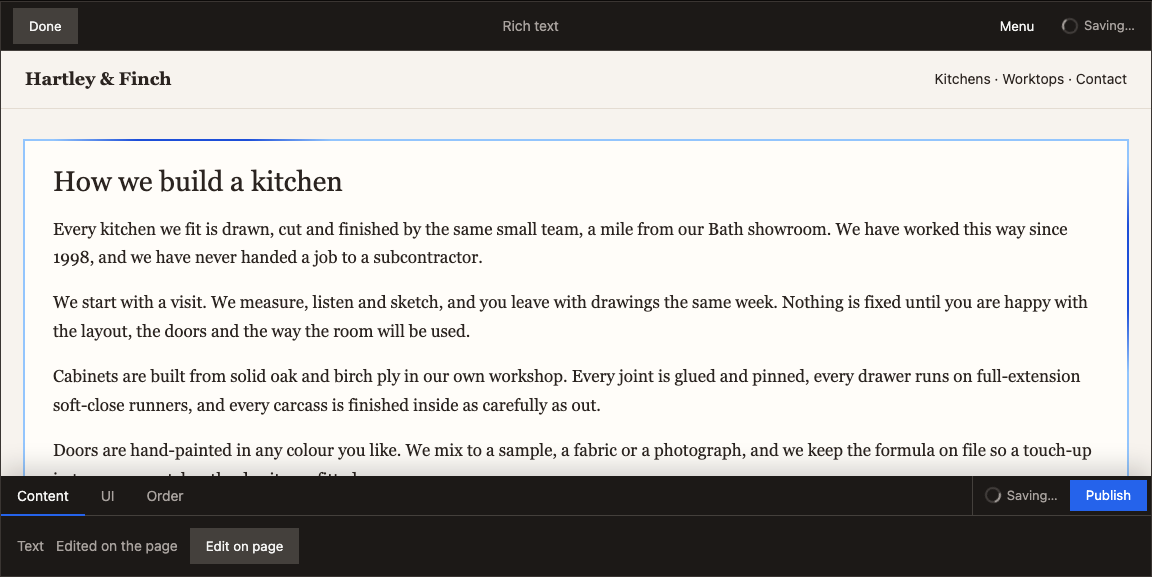 Done
Rich text
Menu
Saving...
Hartley & Finch
Kitchens · Worktops · Contact
How we build a kitchen
Every kitchen we fit is drawn, cut and finished by the same small team, a mile from our Bath showroom. We have worked this way since
1998, and we have never handed a job to a subcontractor.
We start with a visit. We measure, listen and sketch, and you leave with drawings the same week. Nothing is fixed until you are happy with
the layout, the doors and the way the room will be used.
Cabinets are built from solid oak and birch ply in our own workshop. Every joint is glued and pinned, every drawer runs on full-extension
soft-close runners, and every carcass is finished inside as carefully as out.
Doors are hand-painted in any colour you like. We mix to a sample, a fabric or a photograph, and we keep the formula on file so a touch-up
Content
UI
Order
Saving...
Publish
Text
Edited on the page
Edit on page